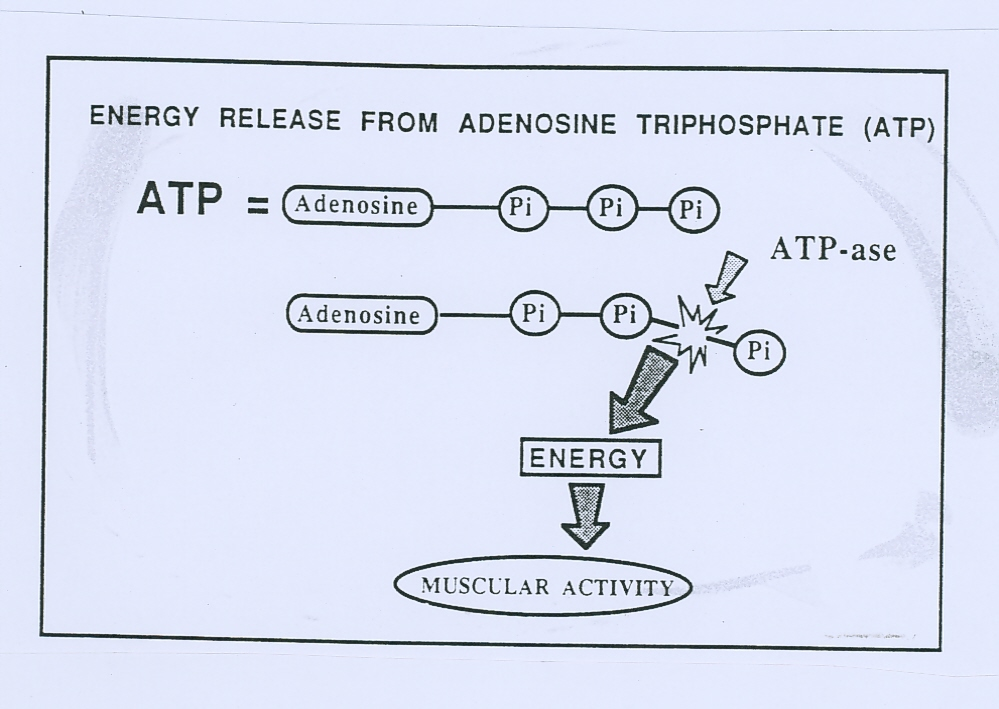 ENERGY RELEASE FROM ADENOSINE TRIPHOSPHATE (ATP)
ATP = Adenosine Pi Pi Pi
ATP-ase
Adenosine Pi Pi Pi
ENERGY
MUSCULAR ACTIVITY